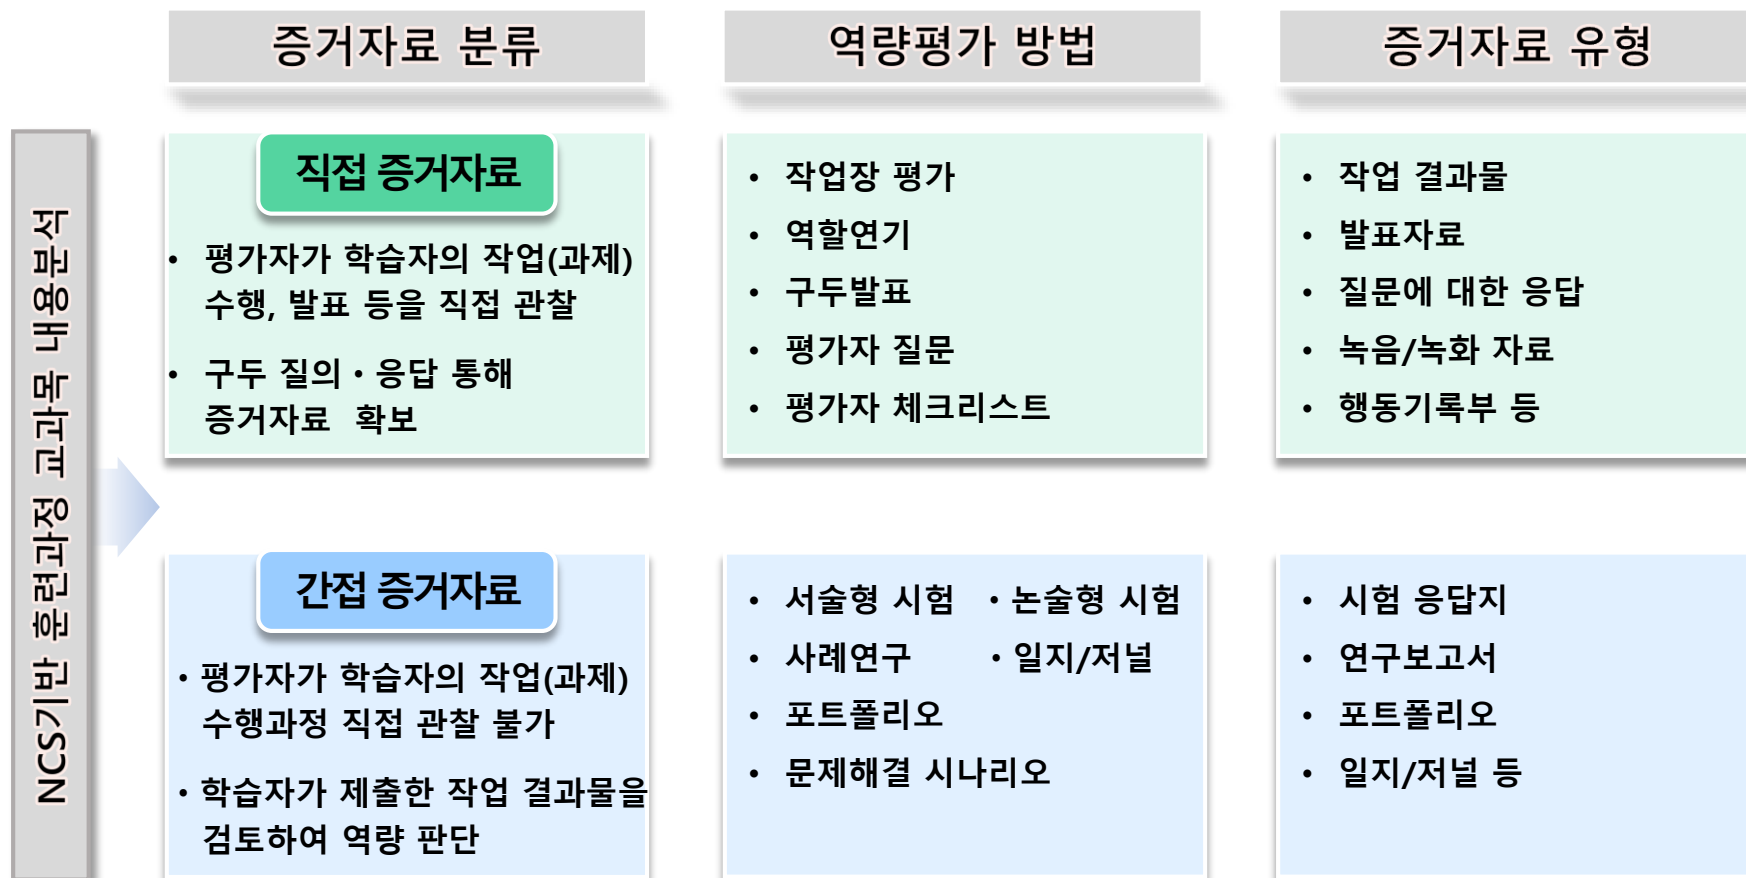 증거자료 분류
역량평가 방법
증거자료 유형
NCS기반 훈련과정 교과목 내용분석
직접 증거자료
• 평가자가 학습자의 작업(과제)
수행, 발표 등을 직접 관찰
• 구두 질의・응답 통해
증거자료 확보
• 작업장 평가
• 역할연기
• 구두발표
• 평가자 질문
• 평가자 체크리스트
• 작업 결과물
• 발표자료
• 질문에 대한 응답
• 녹음/녹화 자료
• 행동기록부 등
간접 증거자료
・평가자가 학습자의 작업(과제)
수행과정 직접 관찰 불가
・학습자가 제출한 작업 결과물을
검토하여 역량 판단
• 서술형 시험 ・논술형 시험
• 사례연구 ・일지/저널
• 포트폴리오
• 문제해결 시나리오
• 시험 응답지
• 연구보고서
• 포트폴리오
• 일지/저널 등